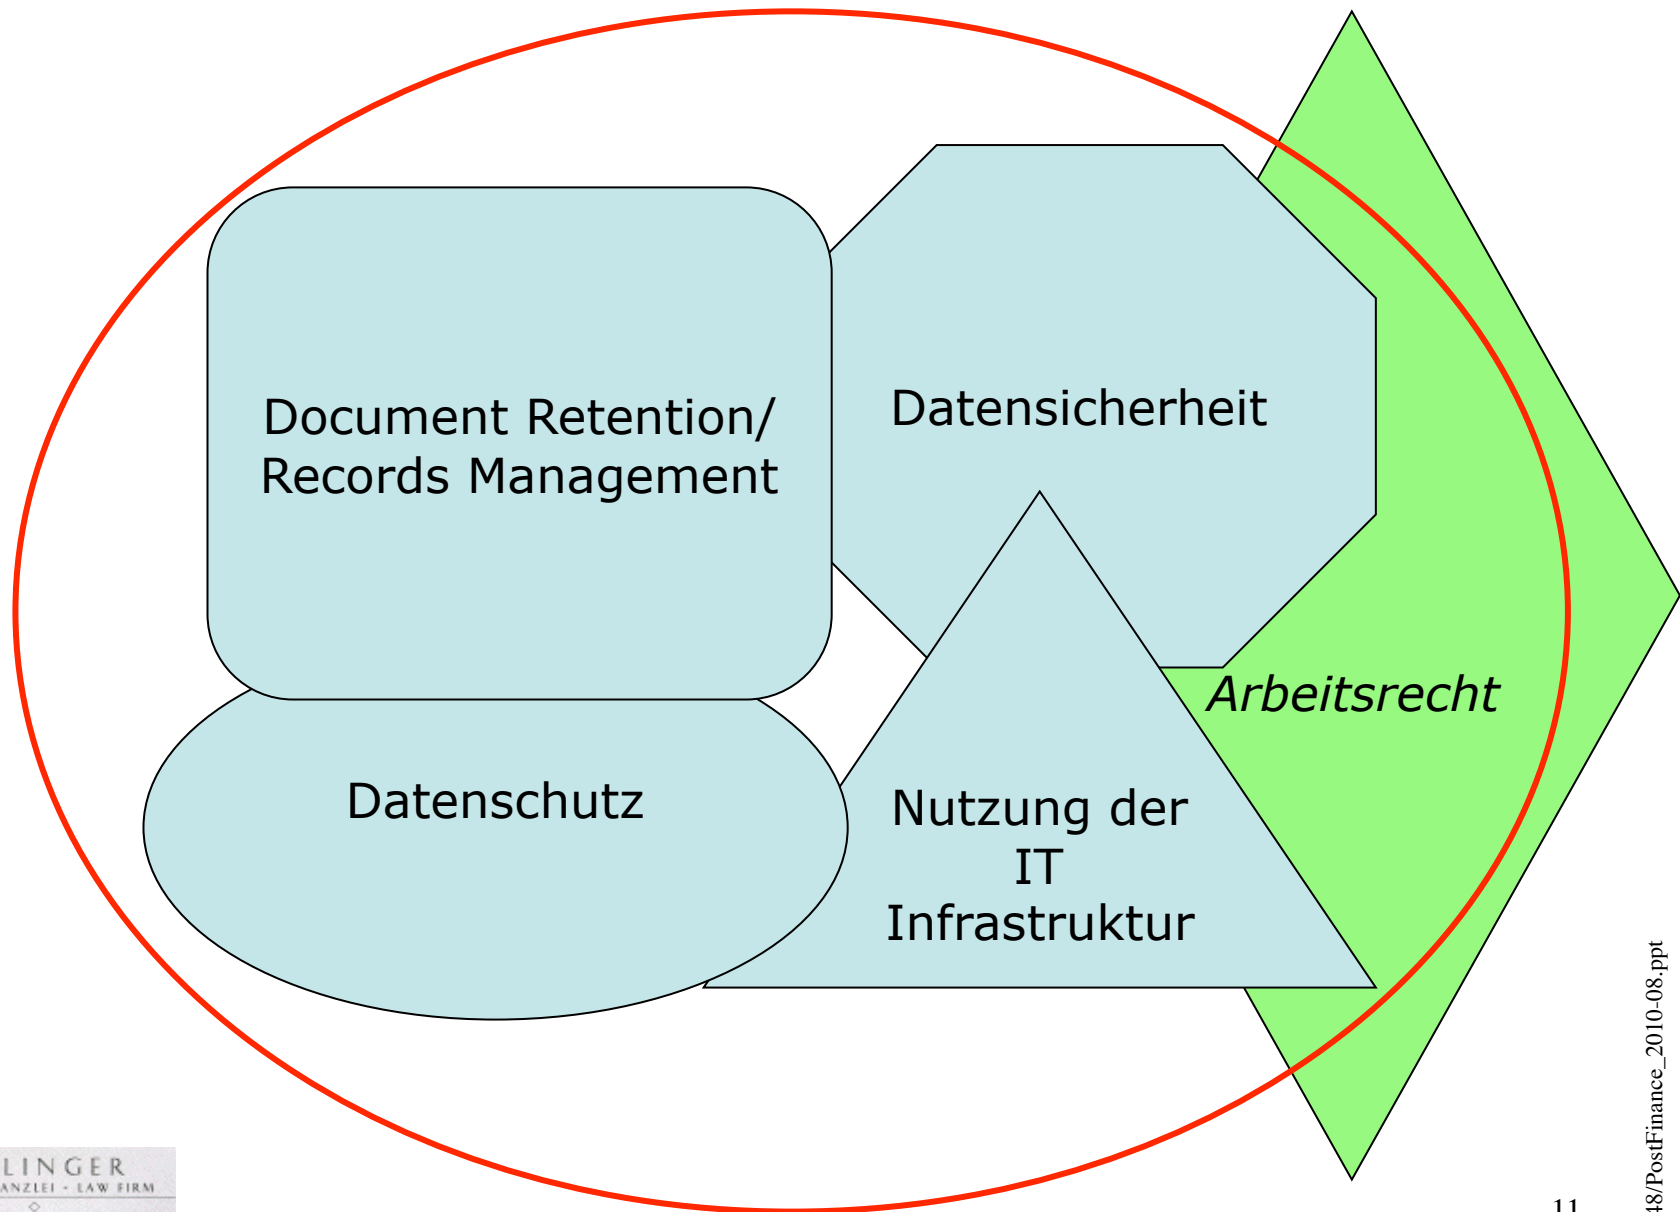 Document Retention/
Records Management
Datensicherheit
Arbeitsrecht
Datenschutz
Nutzung der
IT
Infrastruktur
LINGER
ANZLEI - LAW FIRM
11
48/PostFinance_2010-08.ppt